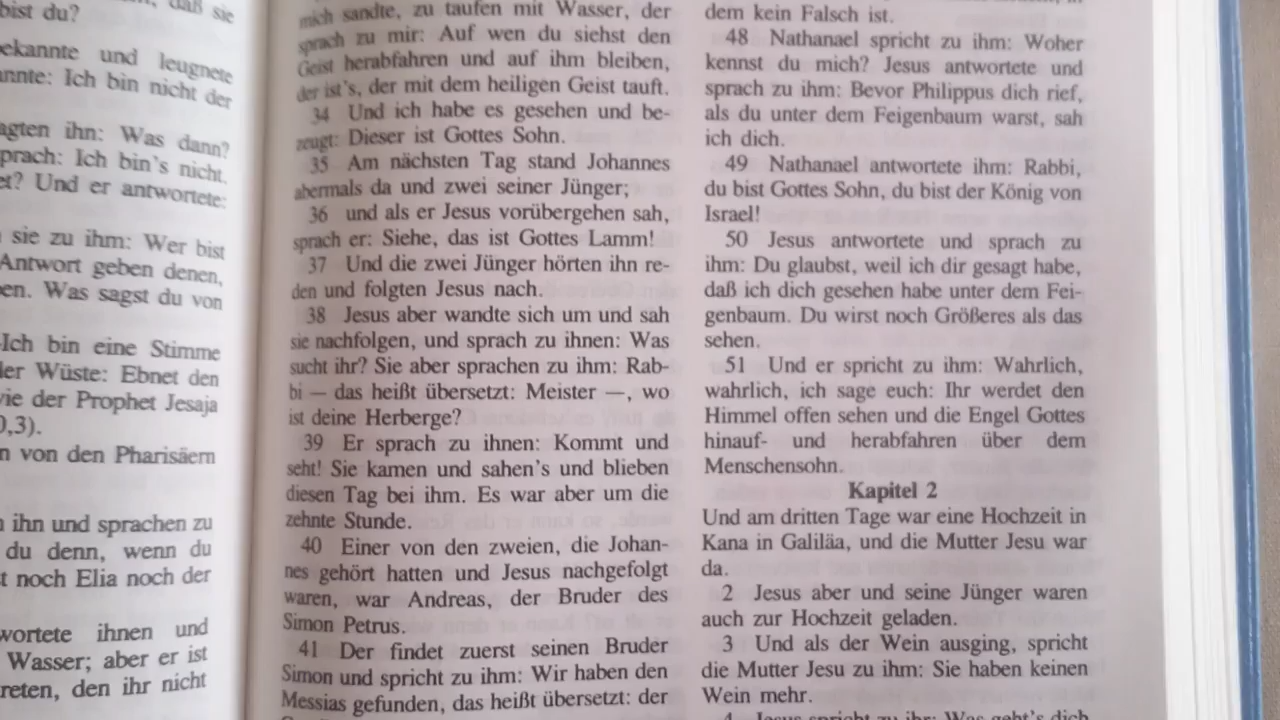 daß sie
bist du?
ekannte und leugnete
annte: Ich bin nicht der
agten ihn: Was dann?
prach: Ich bin's nicht.
et? Und er antwortete:
sie zu ihm: Wer bist
Antwort geben denen,
en. Was sagst du von
Ich bin eine Stimme
der Wüste: Ebnet den
wie der Prophet Jesaja
0,3).
n von den Pharisäern
ihn und sprachen zu
du denn, wenn du
t noch Elia noch der
wortete ihnen und
Wasser; aber er ist
reten, den ihr nicht
mich sandte, zu taufen mit Wasser, der
sprach zu mir: Auf wen du siehst den
Geist herabfahren und auf ihm bleiben,
der ist's, der mit dem heiligen Geist tauft.
34 Und ich habe es gesehen und be-
zeugt: Dieser ist Gottes Sohn.
35 Am nächsten Tag stand Johannes
abermals da und zwei seiner Jünger;
36 und als er Jesus vorübergehen sah,
sprach er: Siehe, das ist Gottes Lamm!
37 Und die zwei Jünger hörten ihn re-
den und folgten Jesus nach.
38 Jesus aber wandte sich um und sah
sie nachfolgen, und sprach zu ihnen: Was
sucht ihr? Sie aber sprachen zu ihm: Rab-
bi — das heißt übersetzt: Meister —, wo
ist deine Herberge?
39 Er sprach zu ihnen: Kommt und
seht! Sie kamen und sahen's und blieben
diesen Tag bei ihm. Es war aber um die
zehnte Stunde.
40 Einer von den zweien, die Johan-
nes gehört hatten und Jesus nachgefolgt
waren, war Andreas, der Bruder des
Simon Petrus.
41 Der findet zuerst seinen Bruder
Simon und spricht zu ihm: Wir haben den
Messias gefunden, das heißt übersetzt: der
dem kein Falsch ist.
48 Nathanael spricht zu ihm: Woher
kennst du mich? Jesus antwortete und
sprach zu ihm: Bevor Philippus dich rief,
als du unter dem Feigenbaum warst, sah
ich dich.
49 Nathanael antwortete ihm: Rabbi,
du bist Gottes Sohn, du bist der König von
Israel!
50 Jesus antwortete und sprach zu
ihm: Du glaubst, weil ich dir gesagt habe,
daß ich dich gesehen habe unter dem Fei-
genbaum. Du wirst noch Größeres als das
sehen.
51 Und er spricht zu ihm: Wahrlich,
wahrlich, ich sage euch: Ihr werdet den
Himmel offen sehen und die Engel Gottes
hinauf- und herabfahren über dem
Menschensohn.
Kapitel 2
Und am dritten Tage war eine Hochzeit in
Kana in Galiläa, und die Mutter Jesu war
da.
2 Jesus aber und seine Jünger waren
auch zur Hochzeit geladen.
3 Und als der Wein ausging, spricht
die Mutter Jesu zu ihm: Sie haben keinen
Wein mehr.
4 Jesus spricht zu ihr: Was geht's dich